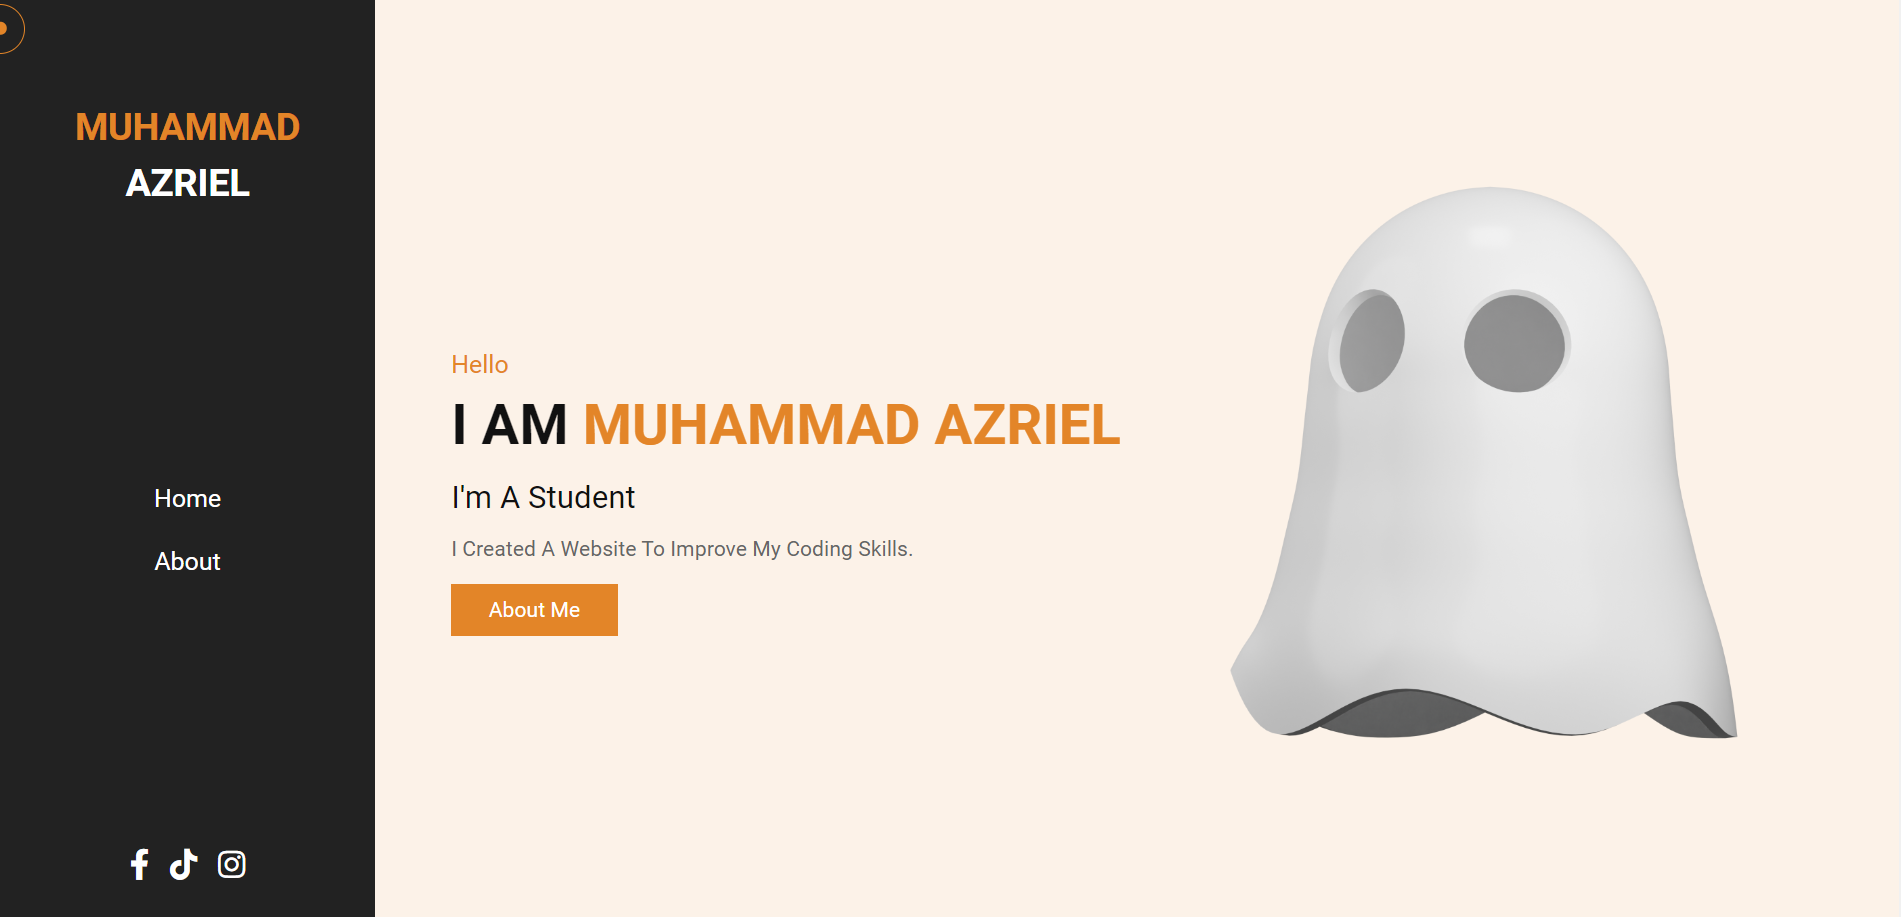 MUHAMMAD
AZRIEL
Home
About
Hello
I AM MUHAMMAD AZRIEL
I'm A Student
I Created A Website To Improve My Coding Skills.
About Me